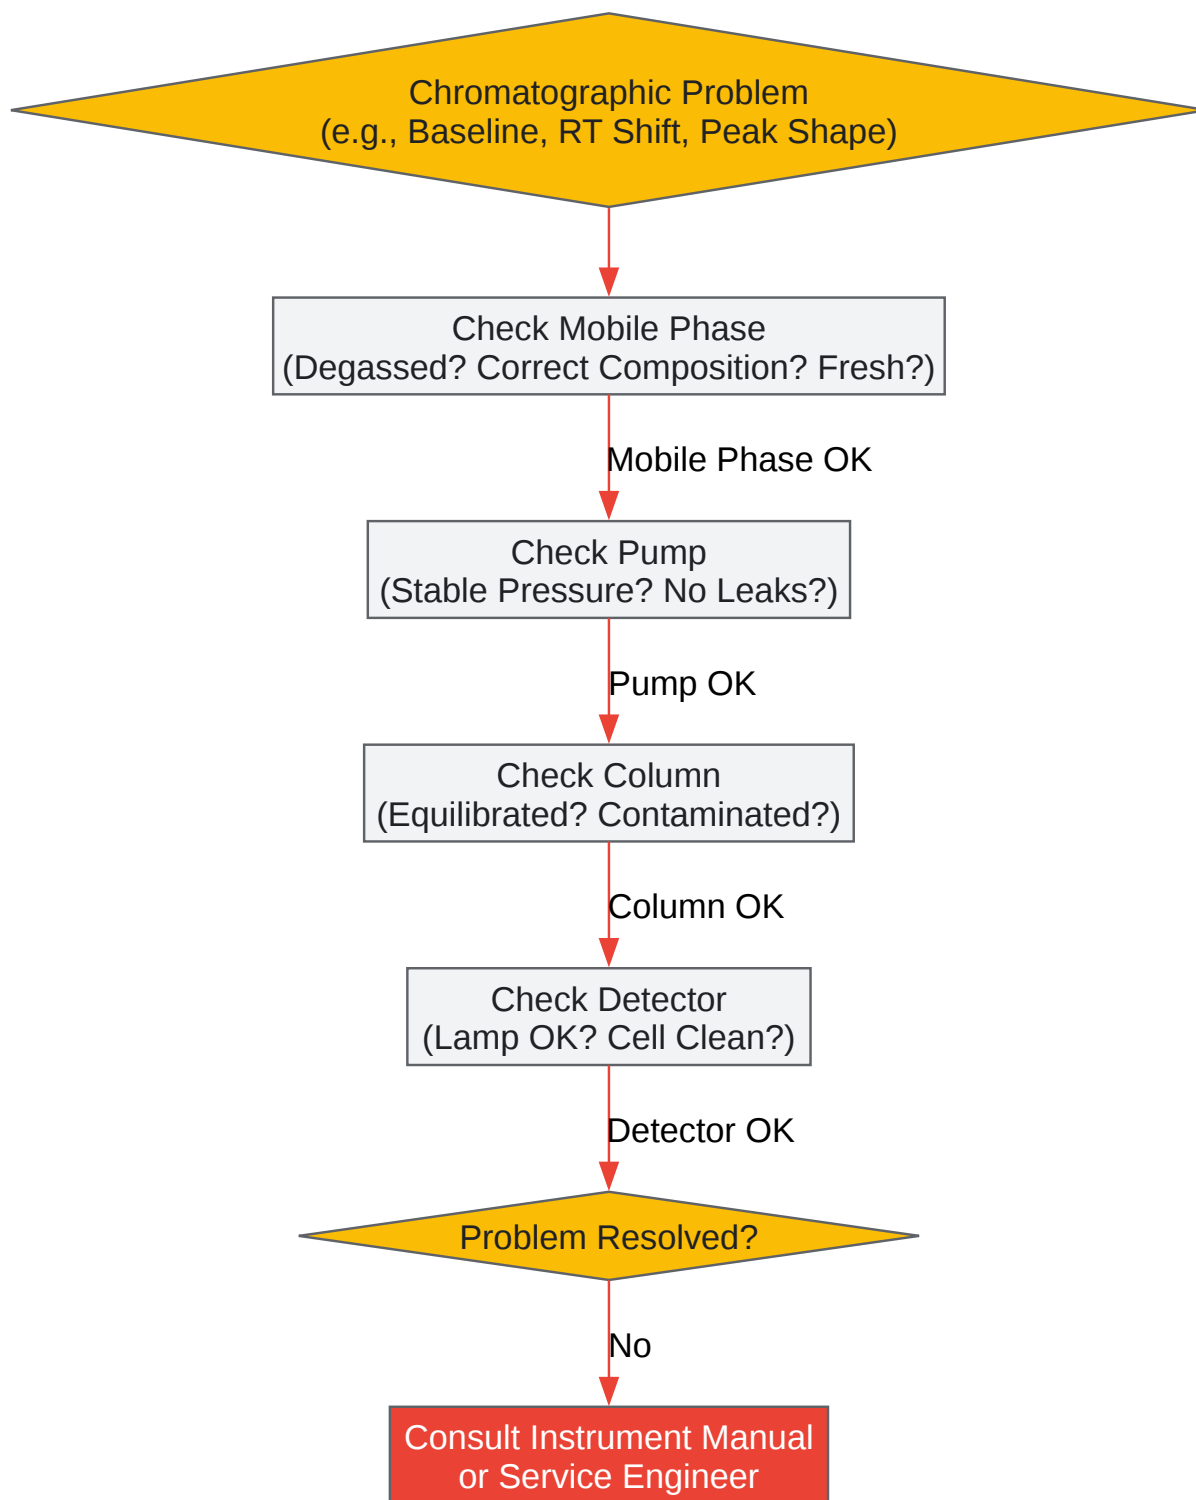 Chromatographic Problem
(e.g., Baseline, RT Shift, Peak Shape)
Check Mobile Phase
(Degassed? Correct Composition? Fresh?)
Mobile Phase OK
Check Pump
(Stable Pressure? No Leaks?)
Pump OK
Check Column
(Equilibrated? Contaminated?)
Column OK
Check Detector
(Lamp OK? Cell Clean?)
Detector OK
Problem Resolved?
No
Consult Instrument Manual
or Service Engineer